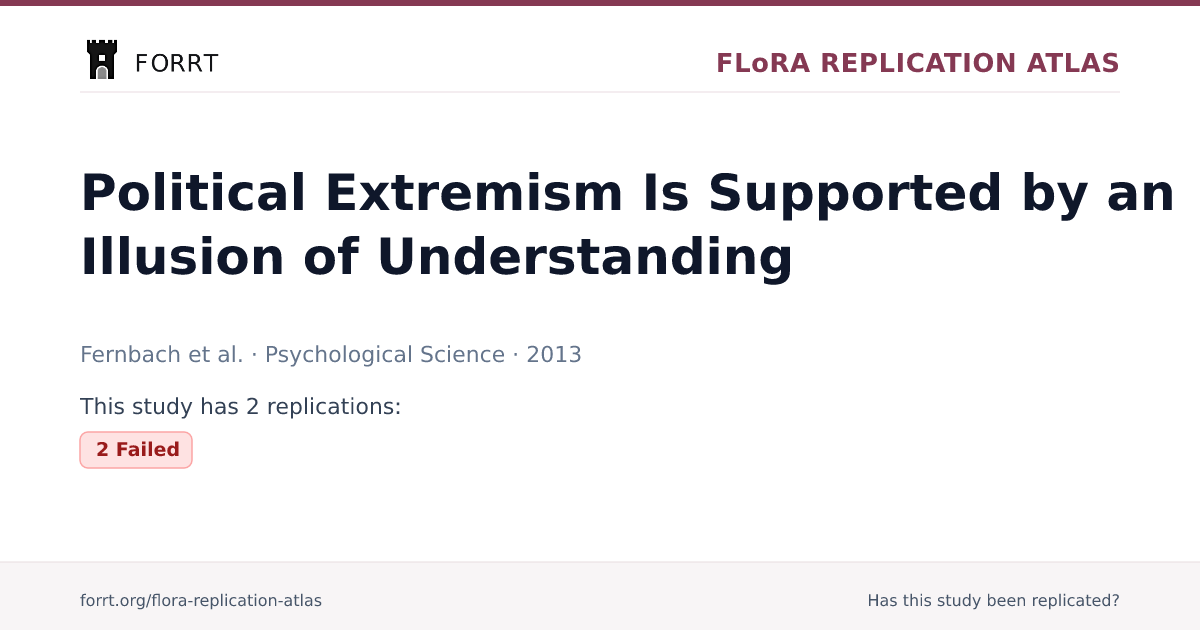 FORRT
FLoRA REPLICATION ATLAS
Political Extremism Is Supported by an
Illusion of Understanding
Fernbach et al. · Psychological Science · 2013
This study has 2 replications:
2 Failed
forrt.org/flora-replication-atlas
Has this study been replicated?